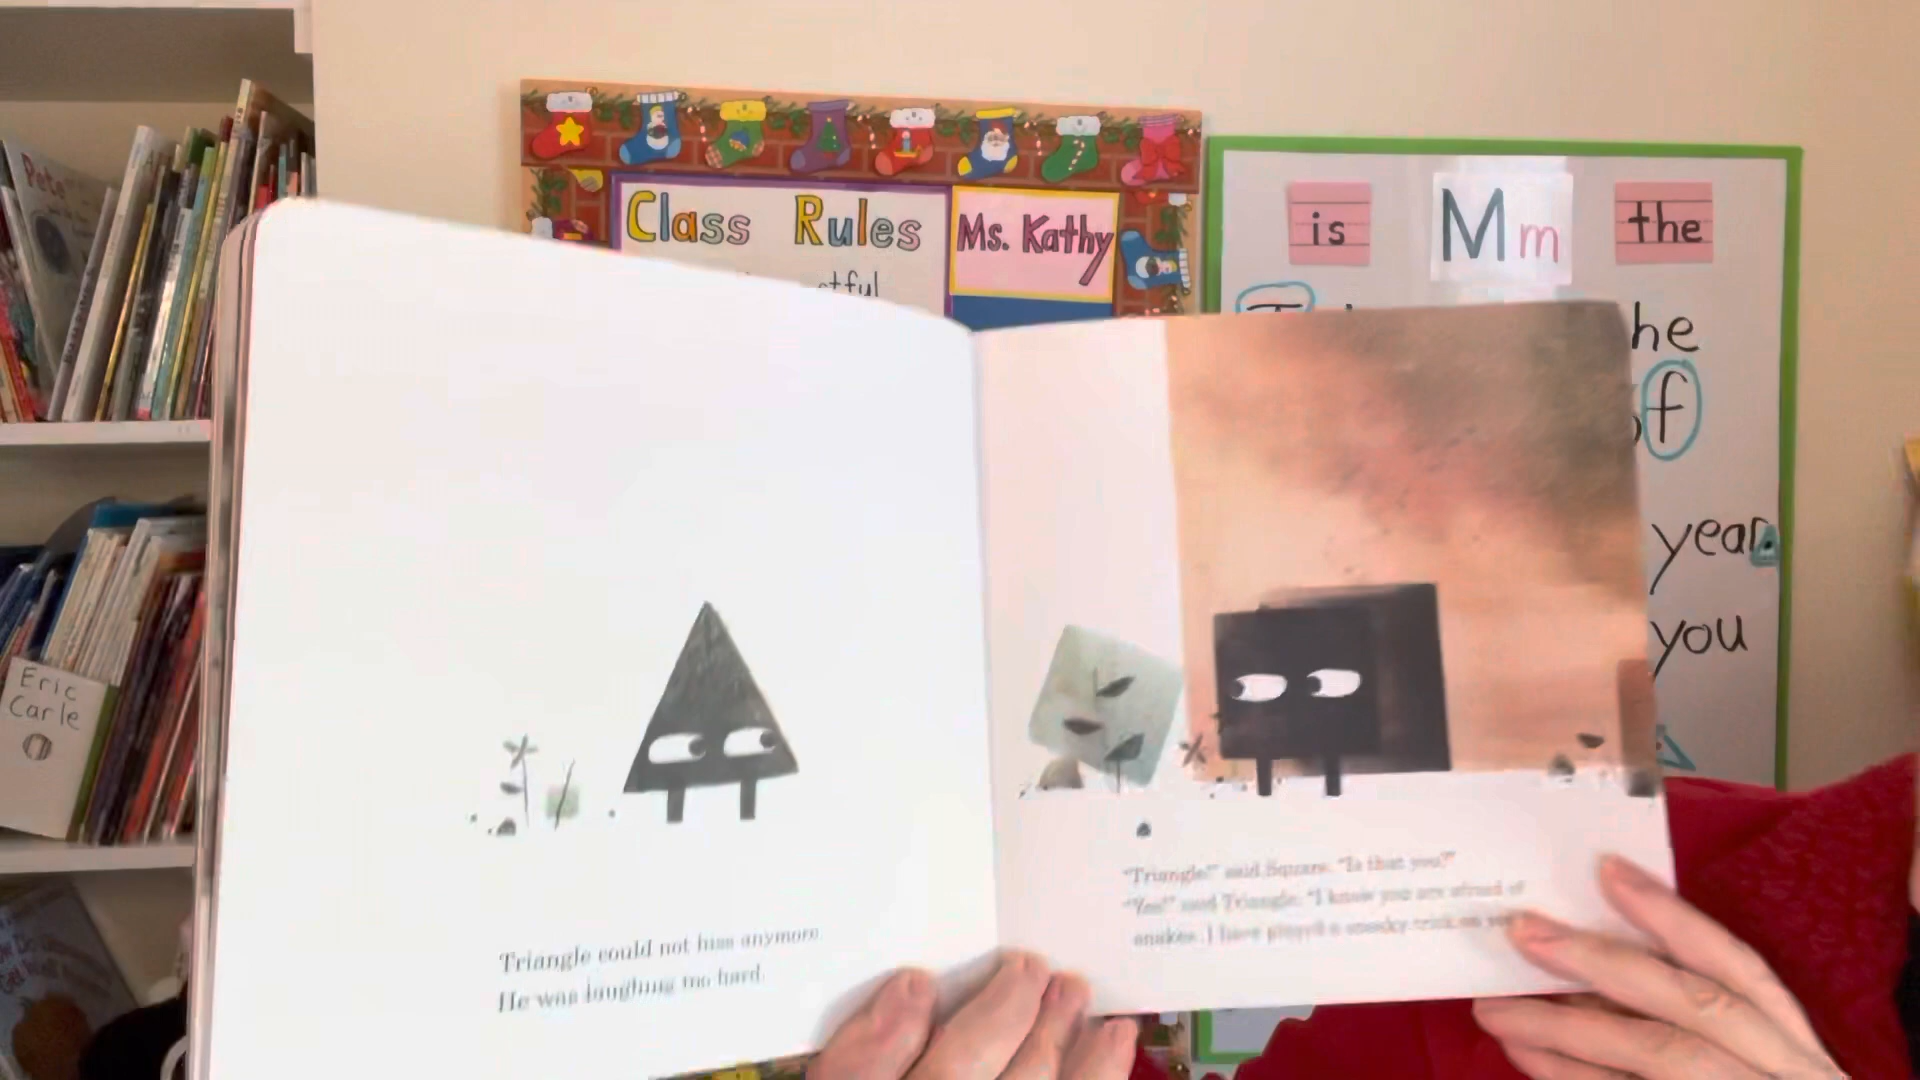 Pete
Class Rules
Ms. Kathy
is
Mm
the
he
f
year
you
Eric
Carle
Triangle could not hiss anymore.
He was laughing too hard.
"Triangle!" said Square. "Is that you?"
"Yes!" said Triangle. "I know you are afraid of
snakes. I have played a sneaky trick on